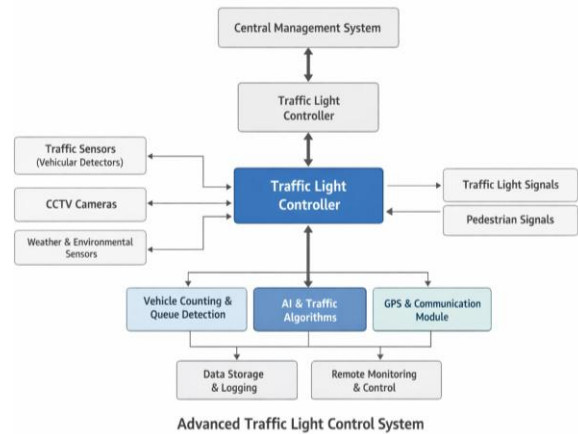 Central Management System
Traffic Light
Controller
Traffic Sensors
(Vehicular Detectors)
CCTV Cameras
Weather & Environmental
Sensors
Traffic Light
Controller
Traffic Light Signals
Pedestrian Signals
Vehicle Counting &
Queue Detection
AI & Traffic
Algorithms
GPS & Communication
Module
Data Storage
& Logging
Remote Monitoring
& Control
Advanced Traffic Light Control System